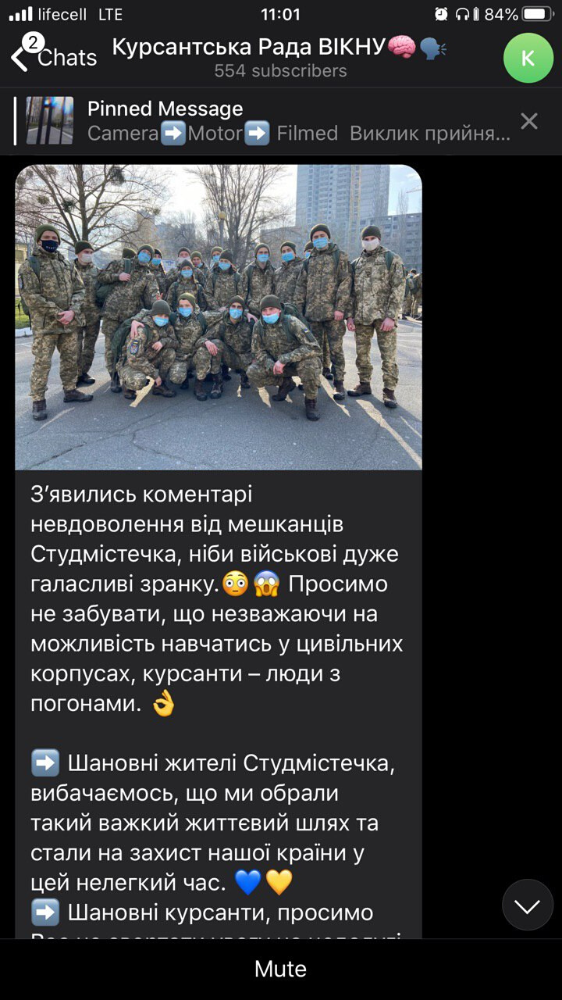 lifecell LTE 11:01 84%
2
Chats
Курсантська Рада ВІКНУ🧠🗣
554 subscribers
К
Pinned Message
Camera➡️Motor➡️ Filmed Виклик прийня...
З’явились коментарі
невдоволення від мешканців
Студмістечка, ніби військові дуже
галасливі зранку.😳😱 Просимо
не забувати, що незважаючи на
можливість навчатись у цивільних
корпусах, курсанти – люди з
погонами. 👌
➡️ Шановні жителі Студмістечка,
вибачаємось, що ми обрали
такий важкий життєвий шлях та
стали на захист нашої країни у
цей нелегкий час. 💙💛
➡️ Шановні курсанти, просимо
Mute